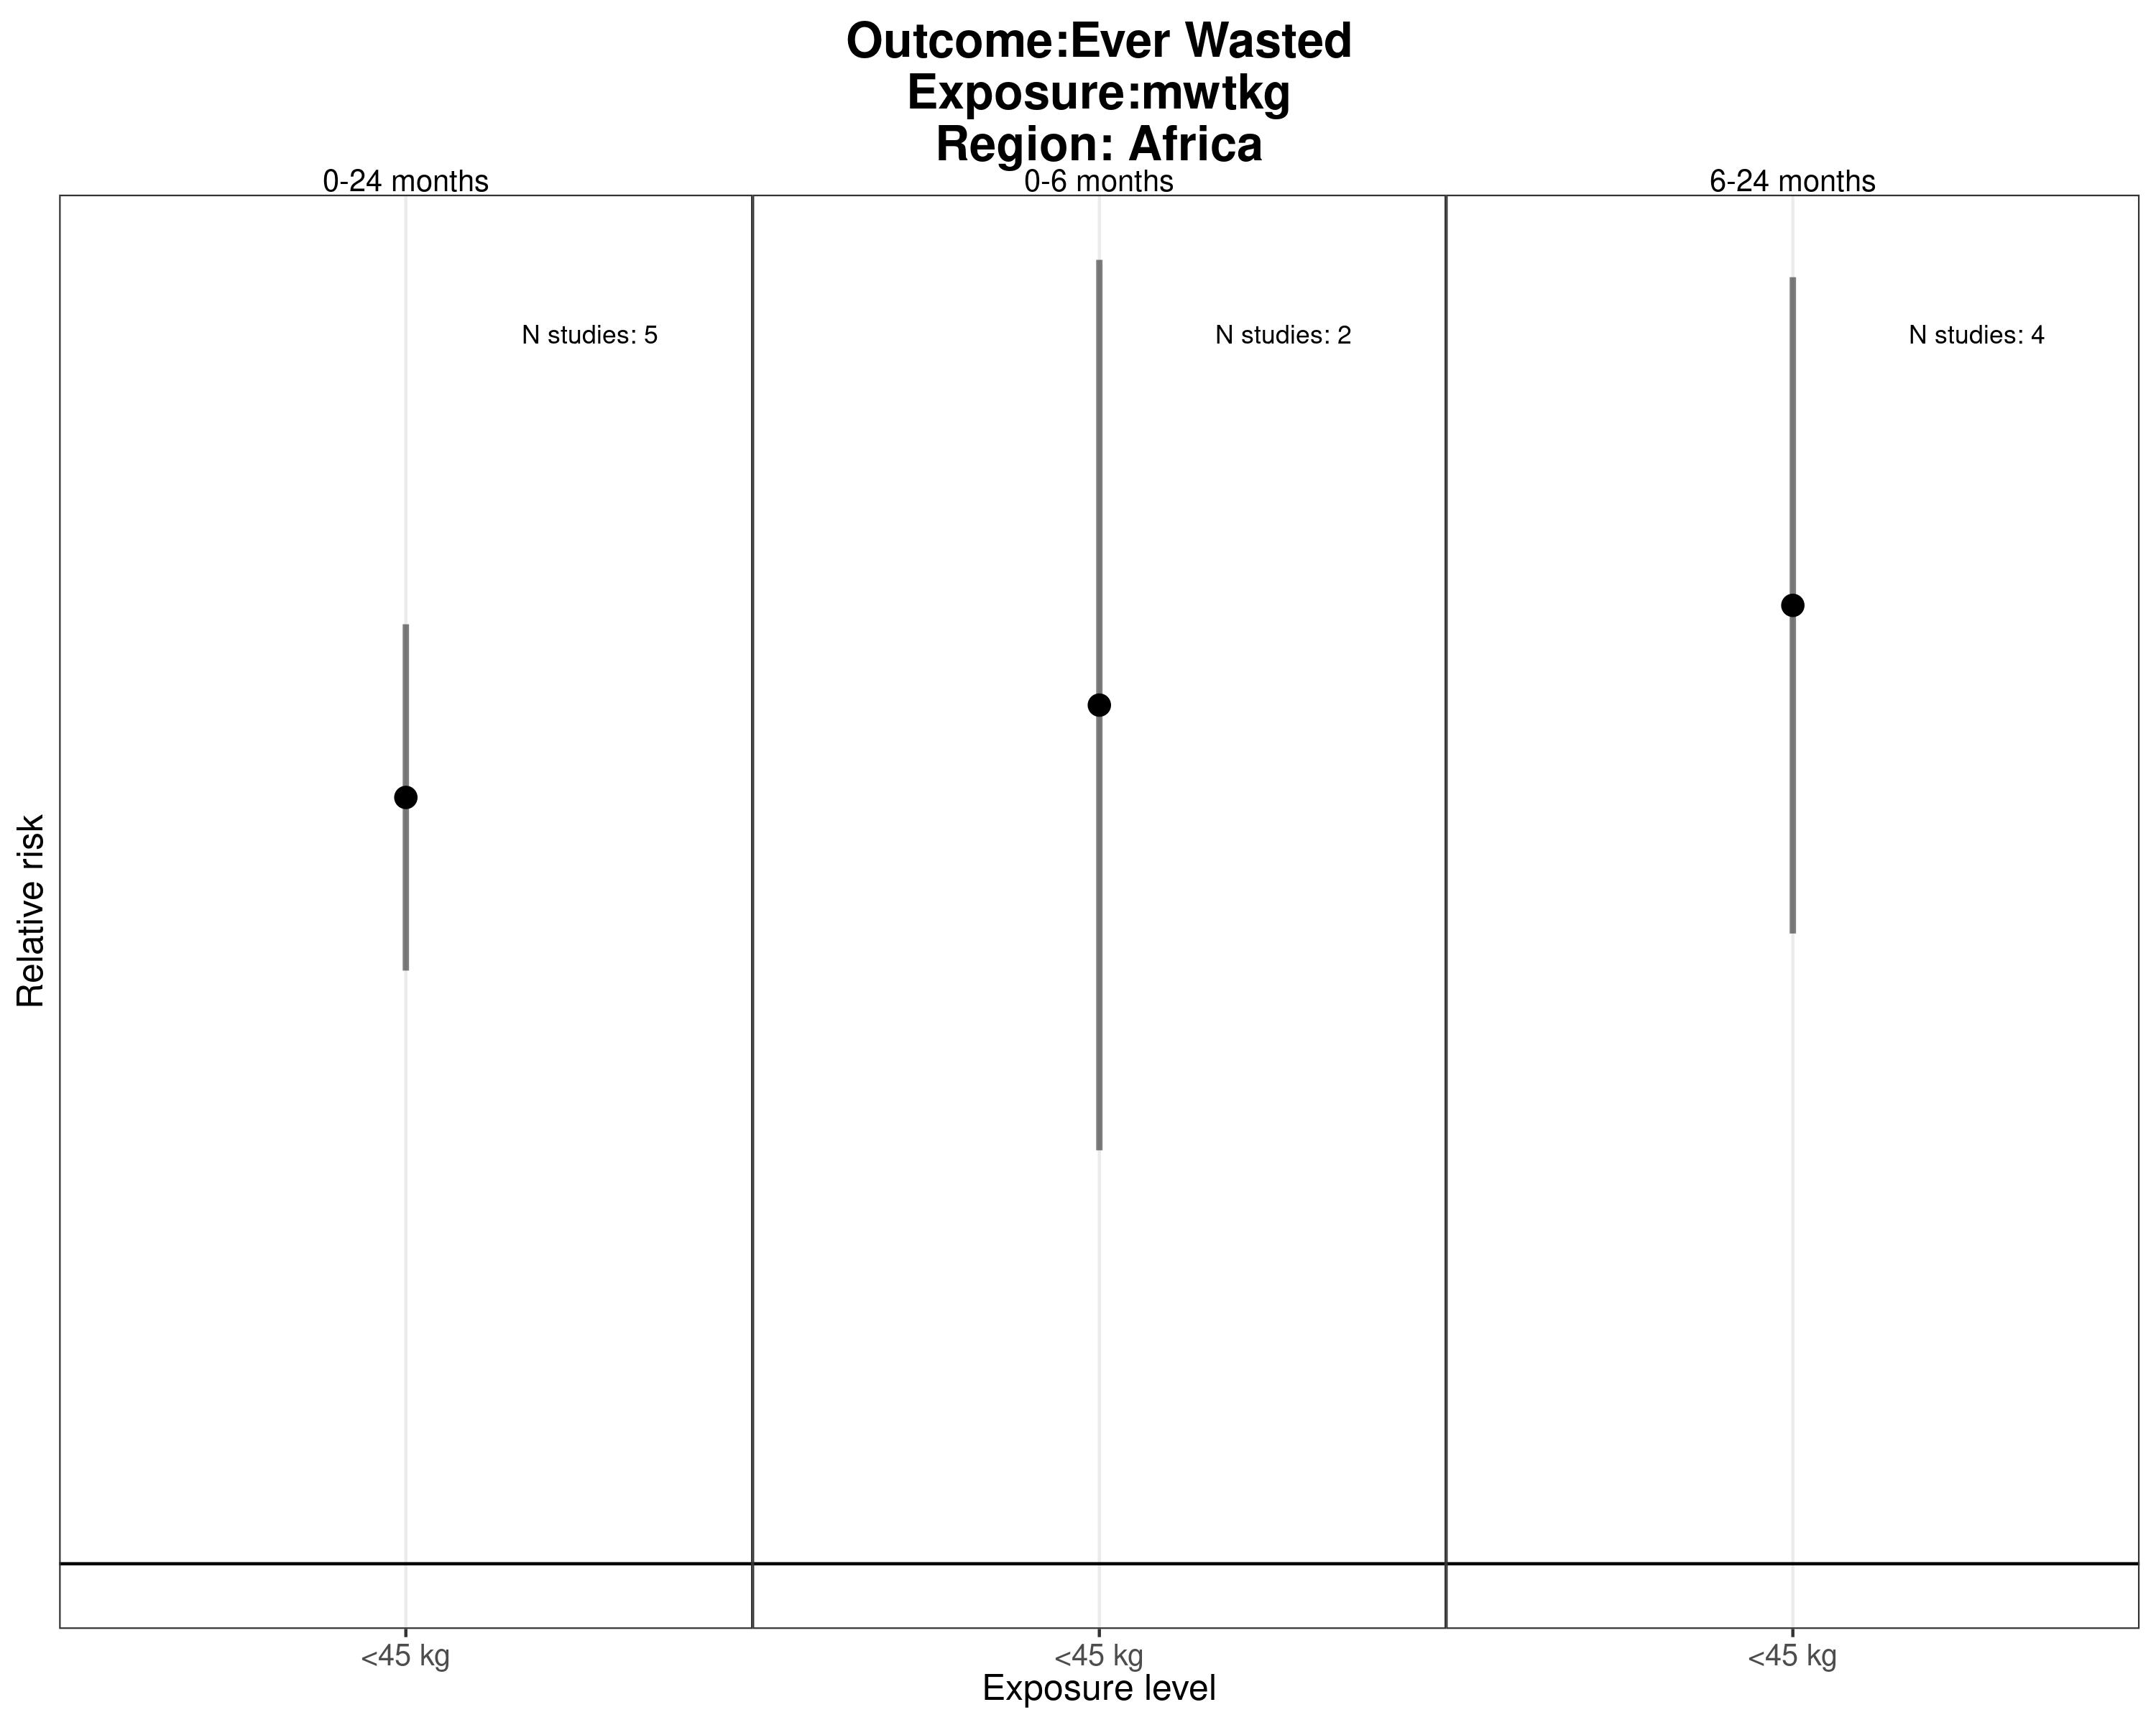 Outcome:Ever Wasted
Exposure:mwtkg
Region: Africa
0-24 months
0-6 months
6-24 months
N studies: 5
N studies: 2
N studies: 4
Relative risk
<45 kg
<45 kg
<45 kg
Exposure level